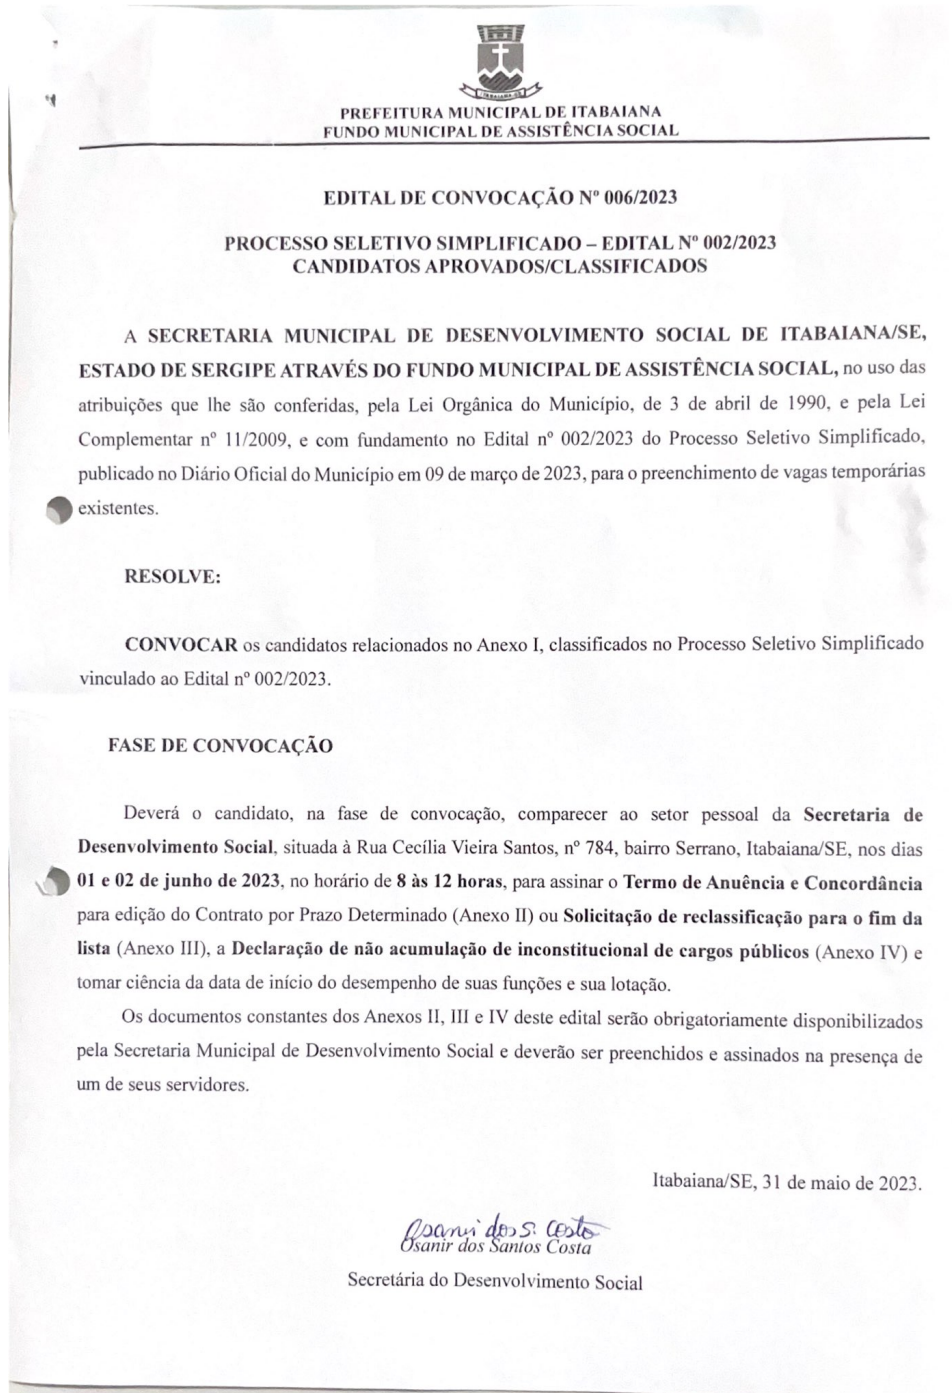 ITABAIANA-SE
PREFEITURA MUNICIPAL DE ITABAIANA
FUNDO MUNICIPAL DE ASSISTÊNCIA SOCIAL
EDITAL DE CONVOCAÇÃO Nº 006/2023
PROCESSO SELETIVO SIMPLIFICADO – EDITAL Nº 002/2023
CANDIDATOS APROVADOS/CLASSIFICADOS
A SECRETARIA MUNICIPAL DE DESENVOLVIMENTO SOCIAL DE ITABAIANA/SE,
ESTADO DE SERGIPE ATRAVÉS DO FUNDO MUNICIPAL DE ASSISTÊNCIA SOCIAL, no uso das
atribuições que lhe são conferidas, pela Lei Orgânica do Município, de 3 de abril de 1990, e pela Lei
Complementar nº 11/2009, e com fundamento no Edital nº 002/2023 do Processo Seletivo Simplificado,
publicado no Diário Oficial do Município em 09 de março de 2023, para o preenchimento de vagas temporárias
existentes.
RESOLVE:
CONVOCAR os candidatos relacionados no Anexo I, classificados no Processo Seletivo Simplificado
vinculado ao Edital nº 002/2023.
FASE DE CONVOCAÇÃO
Deverá o candidato, na fase de convocação, comparecer ao setor pessoal da Secretaria de
Desenvolvimento Social, situada à Rua Cecília Vieira Santos, nº 784, bairro Serrano, Itabaiana/SE, nos dias
01 e 02 de junho de 2023, no horário de 8 às 12 horas, para assinar o Termo de Anuência e Concordância
para edição do Contrato por Prazo Determinado (Anexo II) ou Solicitação de reclassificação para o fim da
lista (Anexo III), a Declaração de não acumulação de inconstitucional de cargos públicos (Anexo IV) e
tomar ciência da data de início do desempenho de suas funções e sua lotação.
Os documentos constantes dos Anexos II, III e IV deste edital serão obrigatoriamente disponibilizados
pela Secretaria Municipal de Desenvolvimento Social e deverão ser preenchidos e assinados na presença de
um de seus servidores.
Itabaiana/SE, 31 de maio de 2023.
Osanir dos S. Costa
Osanir dos Santos Costa
Secretária do Desenvolvimento Social